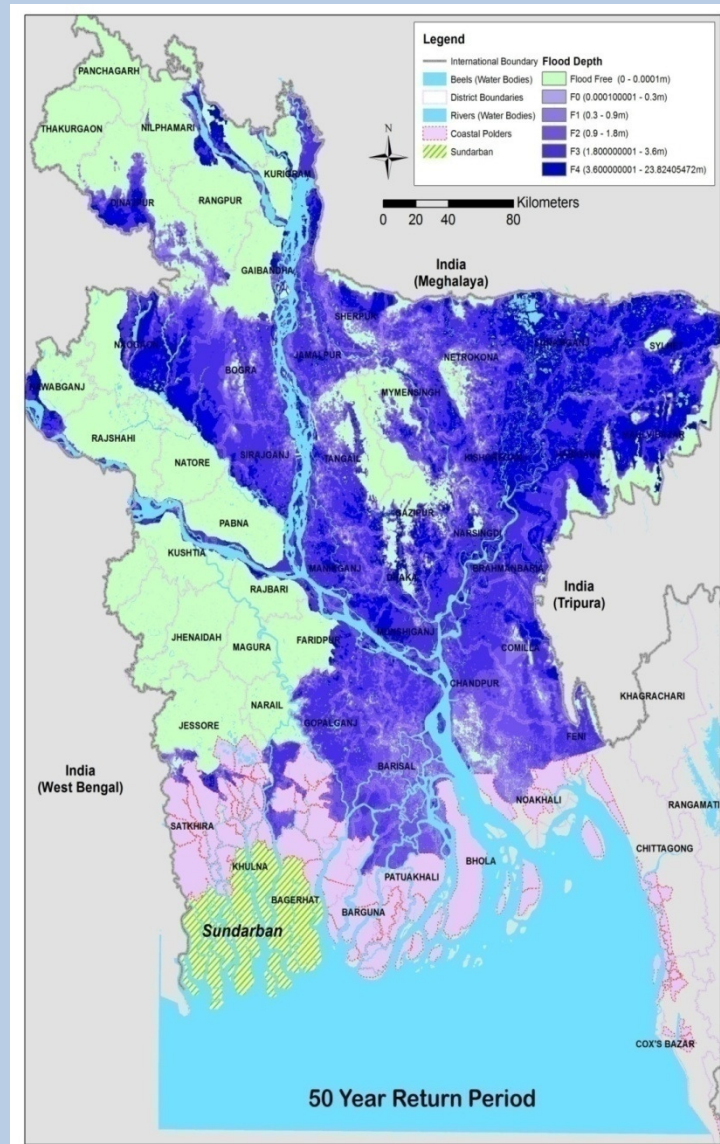 Legend
International Boundary
Beels (Water Bodies)
District Boundaries
Rivers (Water Bodies)
Coastal Polders
Sundarban
Flood Depth
Flood Free (0 - 0.0001m)
F0 (0.000100001 - 0.3m)
F1 (0.3 - 0.9m)
F2 (0.9 - 1.8m)
F3 (1.800000001 - 3.6m)
F4 (3.600000001 - 23.82405472m)
Kilometers
0 20 40 80
PANCHAGARH
THAKURGAON
NILPHAMARI
KURIGRAM
RANGPUR
DINAJPUR
GAIBANDHA
India
(Meghalaya)
SHERPUR
JAMALPUR
NETROKONA
SYLHET
NAOGAON
BOGRA
MYMENSINGH
RAJSHAHI
NATORE
SIRAJGANJ
TANGAIL
PABNA
GAZIPUR
NARSINGDI
KUSHTIA
MANIKGANJ
DHAKA
BRAHMANBARIA
RAJBARI
India
(Tripura)
JHENAIDAH
MAGURA
FARIDPUR
MUNSHIGANJ
COMILLA
CHANDPUR
KHAGRACHARI
NARAIL
JESSORE
GOPALGANJ
FENI
India
(West Bengal)
BARISAL
NOAKHALI
RANGAMATI
SATKHIRA
CHITTAGONG
KHULNA
BHOLA
PATUAKHALI
BAGERHAT
BARGUNA
Sundarban
COX'S BAZAR
50 Year Return Period